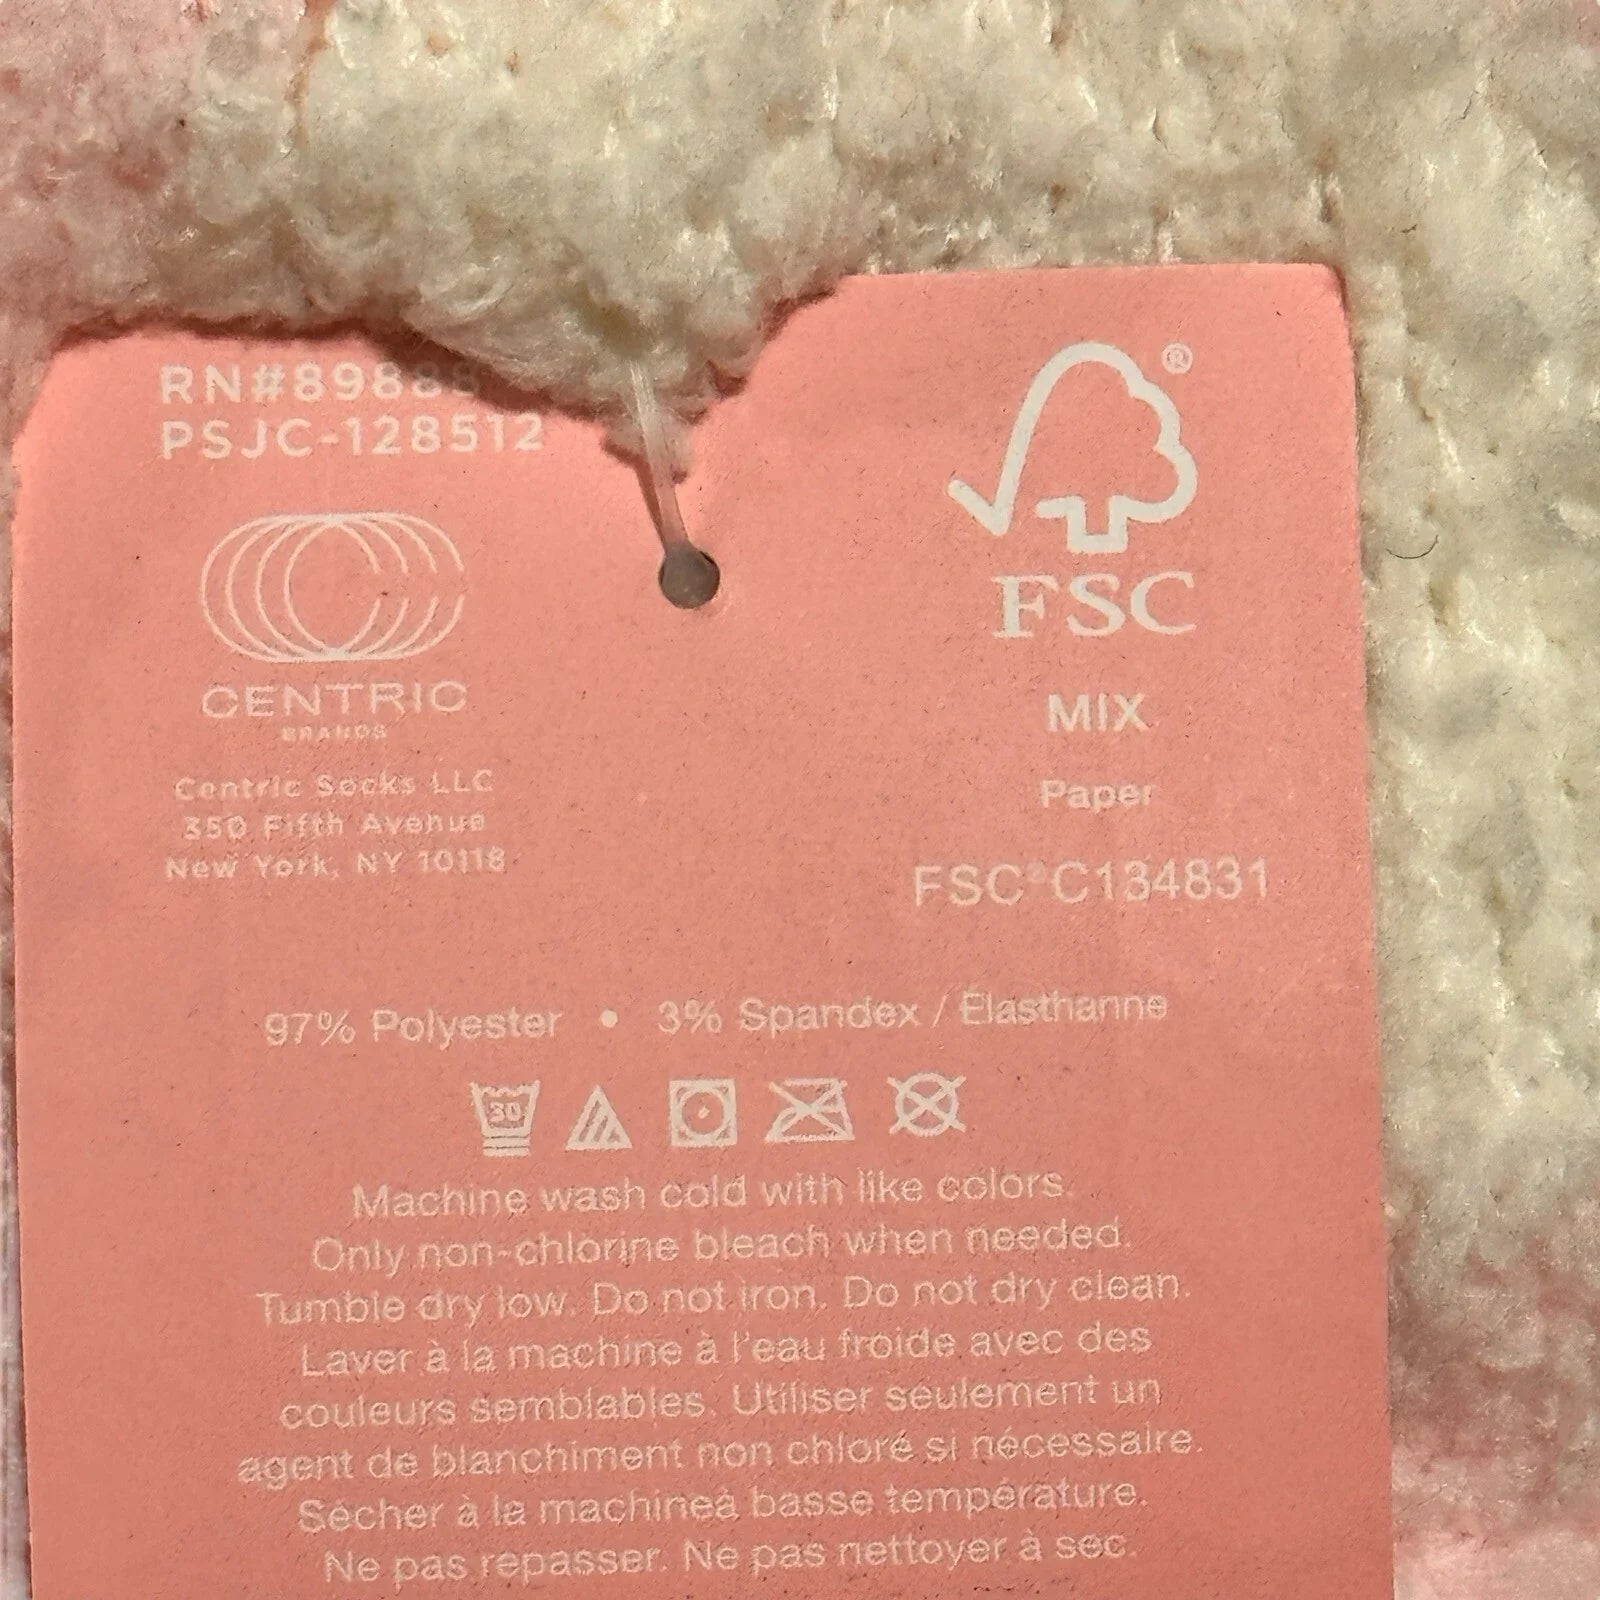 RN#89888
PSJC-128512
CENTRIC
BRANDS
Centric Socks LLC
350 Fifth Avenue
New York, NY 10118
®
FSC
MIX
Paper
FSC® C134831
97% Polyester • 3% Spandex / Élasthanne
30
Machine wash cold with like colors.
Only non-chlorine bleach when needed.
Tumble dry low. Do not iron. Do not dry clean.
Laver à la machine à l'eau froide avec des
couleurs semblables. Utiliser seulement un
agent de blanchiment non chloré si nécessaire.
Sécher à la machineà basse température.
Ne pas repasser. Ne pas nettoyer à sec.